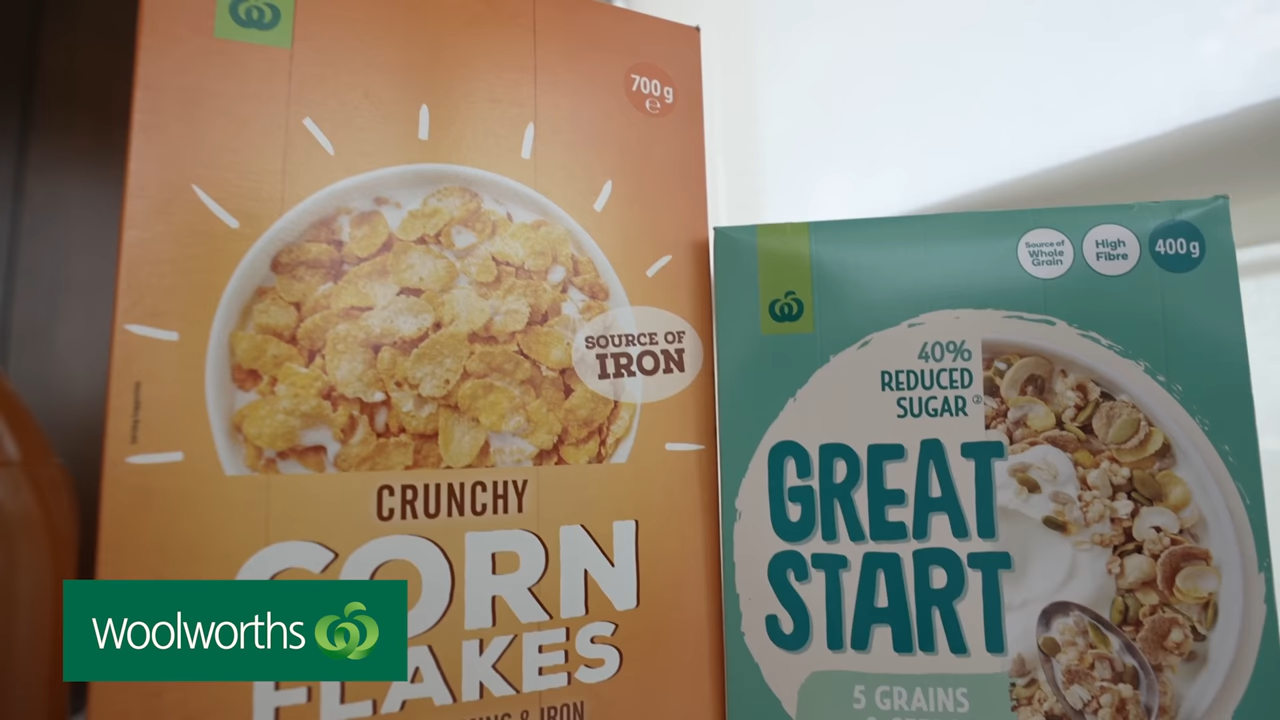 700g
e
SOURCE OF
IRON
CRUNCHY
CORN
FLAKES
& IRON
Woolworths
Source of
Whole
Grain
High
Fibre
400g
40%
REDUCED
SUGAR
GREAT
START
5 GRAINS